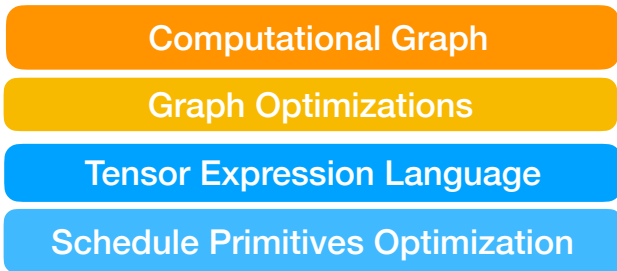 Computational Graph
Graph Optimizations
Tensor Expression Language
Schedule Primitives Optimization